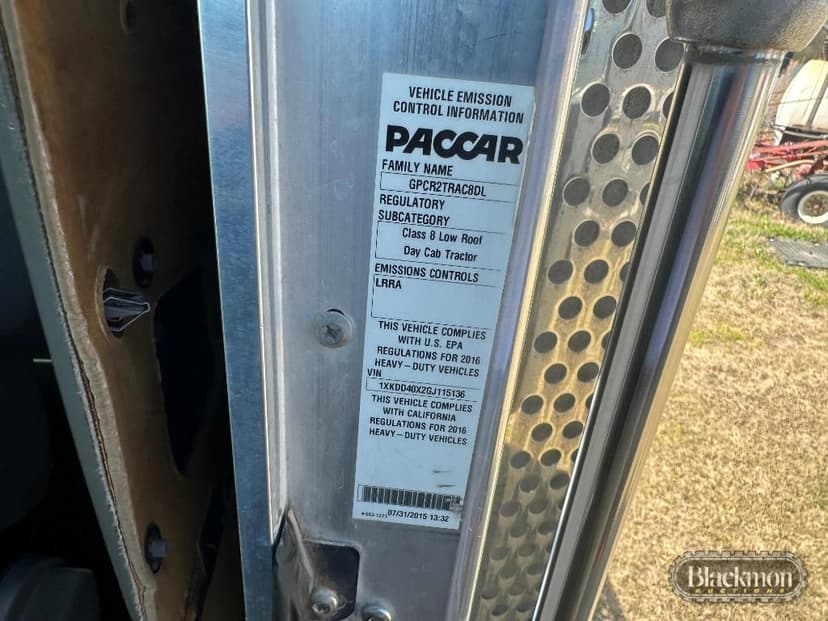 VEHICLE EMISSION
CONTROL INFORMATION
PACCAR
FAMILY NAME
GPCR2TRAC8DL
REGULATORY
SUBCATEGORY
Class 8 Low Roof
Day Cab Tractor
EMISSIONS CONTROLS
LRRA
THIS VEHICLE COMPLIES
WITH U.S. EPA
REGULATIONS FOR 2016
HEAVY-DUTY VEHICLES
VIN
1XKDD40X2GJ115136
THIS VEHICLE COMPLIES
WITH CALIFORNIA
REGULATIONS FOR 2016
HEAVY-DUTY VEHICLES
07/31/2015 13:32
Blackmon
AUCTIONS